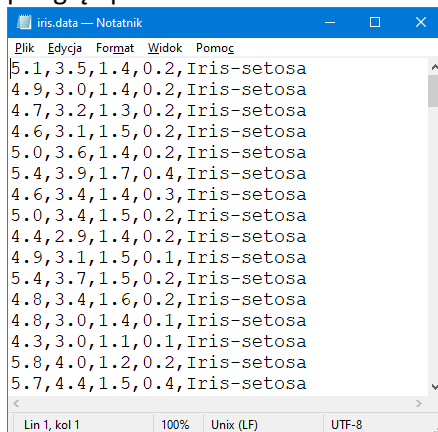 iris.data — Notatnik
Plik Edycja Format Widok Pomoc
5.1,3.5,1.4,0.2,Iris-setosa
4.9,3.0,1.4,0.2,Iris-setosa
4.7,3.2,1.3,0.2,Iris-setosa
4.6,3.1,1.5,0.2,Iris-setosa
5.0,3.6,1.4,0.2,Iris-setosa
5.4,3.9,1.7,0.4,Iris-setosa
4.6,3.4,1.4,0.3,Iris-setosa
5.0,3.4,1.5,0.2,Iris-setosa
4.4,2.9,1.4,0.2,Iris-setosa
4.9,3.1,1.5,0.1,Iris-setosa
5.4,3.7,1.5,0.2,Iris-setosa
4.8,3.4,1.6,0.2,Iris-setosa
4.8,3.0,1.4,0.1,Iris-setosa
4.3,3.0,1.1,0.1,Iris-setosa
5.8,4.0,1.2,0.2,Iris-setosa
5.7,4.4,1.5,0.4,Iris-setosa
Lin 1, kol 1 100% Unix (LF) UTF-8